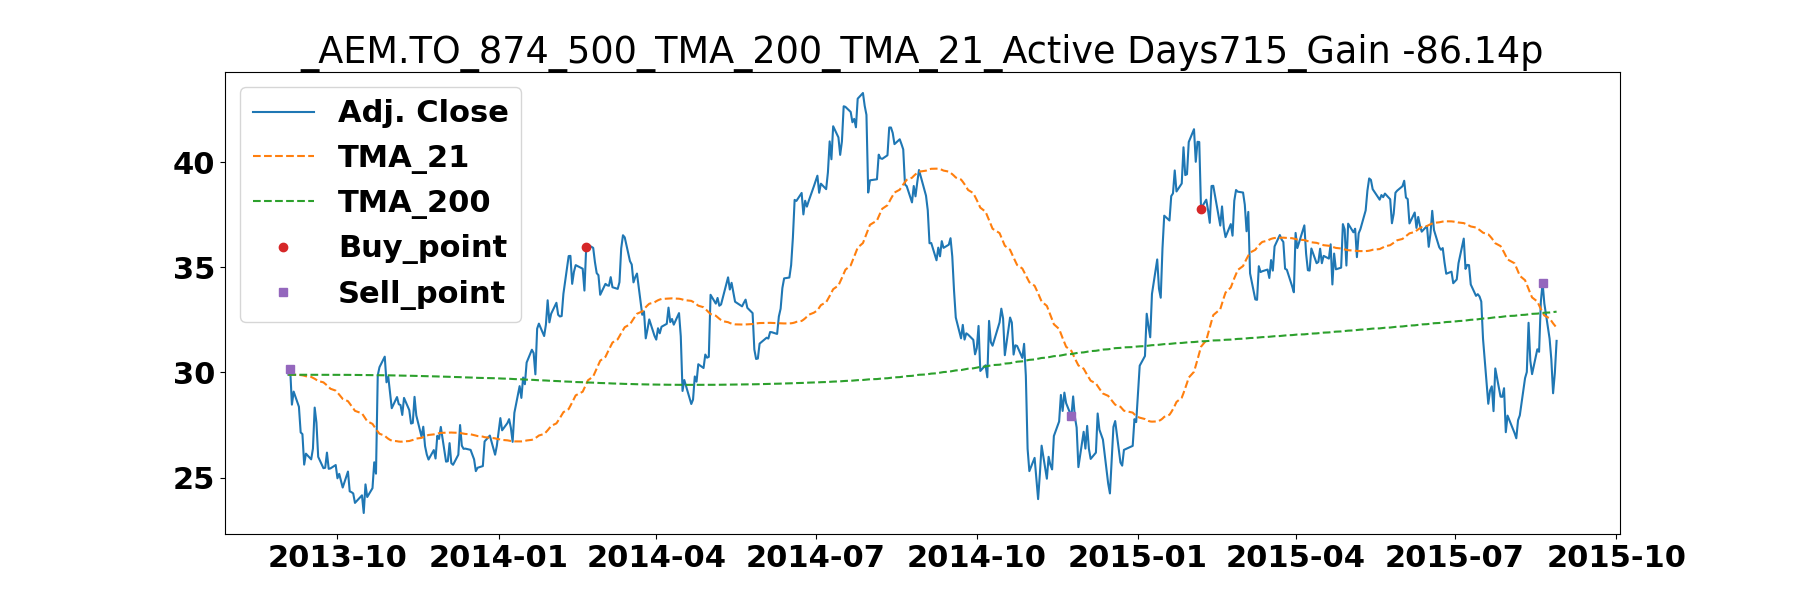 _AEM.TO_874_500_TMA_200_TMA_21_Active Days715_Gain -86.14p
Adj. Close
TMA_21
TMA_200
Buy_point
Sell_point
40
35
30
25
2013-10 2014-01 2014-04 2014-07 2014-10 2015-01 2015-04 2015-07 2015-10